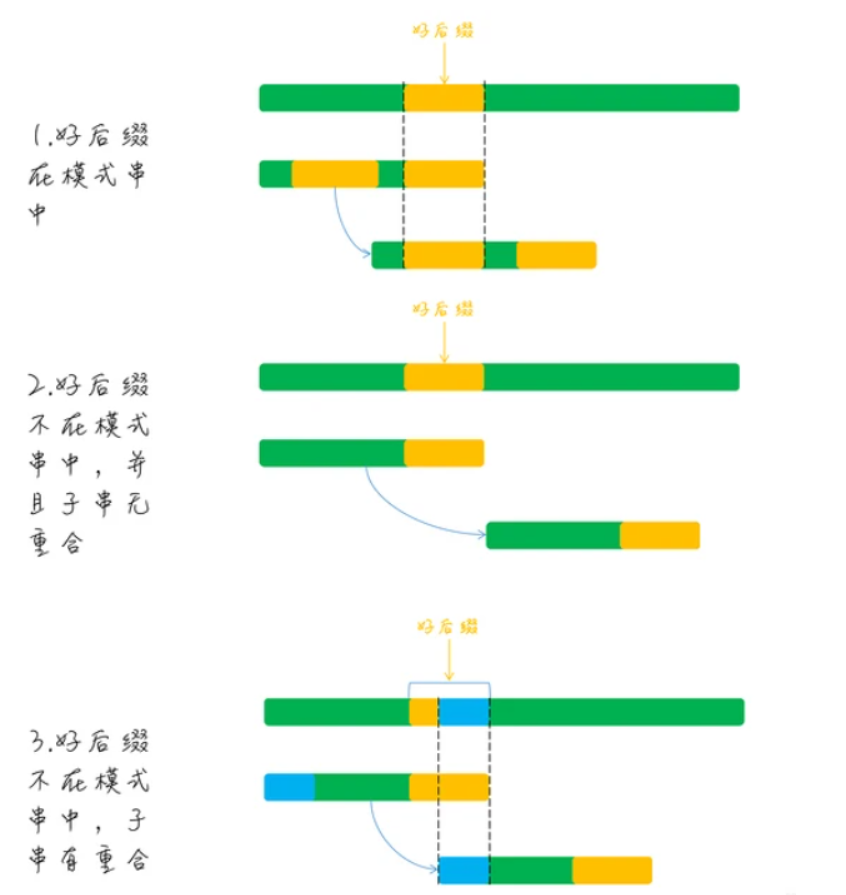 好后缀
1.好后缀
在模式串
中
好后缀
2.好后缀
不在模式
串中，并
且子串无
重合
好后缀
3.好后缀
不在模式
串中，子
串有重合